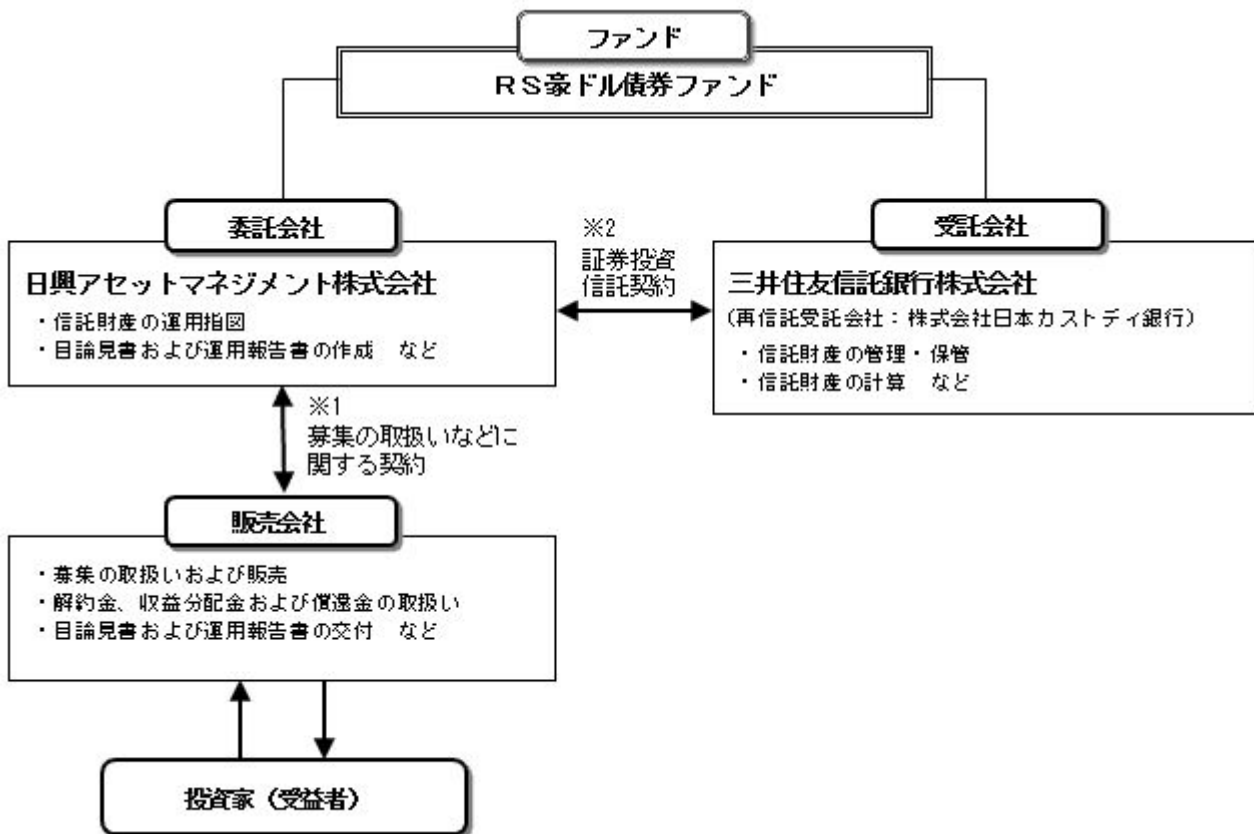 ファンド
RS豪ドル債券ファンド
委託会社
日興アセットマネジメント株式会社
・信託財産の運用指図
・目論見書および運用報告書の作成 など
※2
証券投資
信託契約
受託会社
三井住友信託銀行株式会社
(再信託受託会社:株式会社日本カストディ銀行)
・信託財産の管理・保管
・信託財産の計算 など
※1
募集の取扱いなどに
関する契約
販売会社
・募集の取扱いおよび販売
・解約金、収益分配金および償還金の取扱い
・目論見書および運用報告書の交付 など
投資家(受益者)